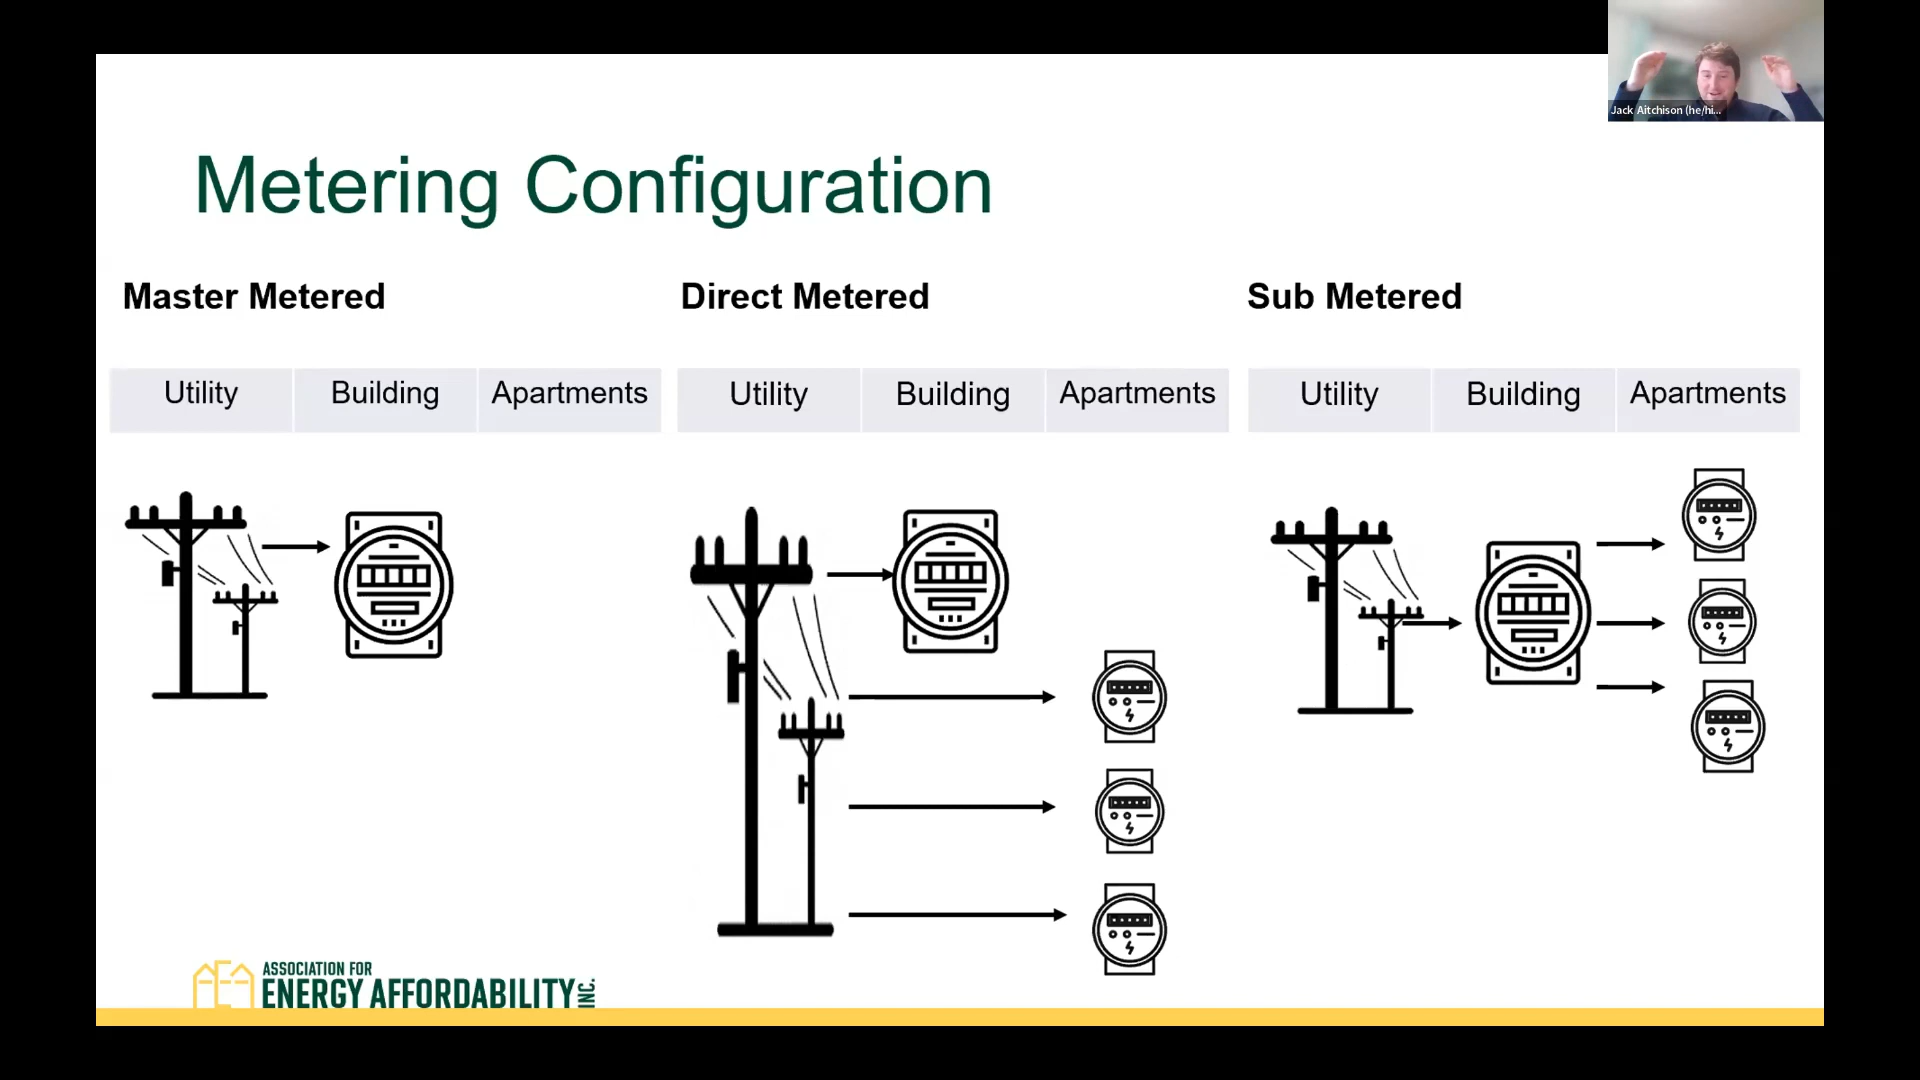 Jack Aitchison (he/hi...
Metering Configuration
Master Metered
Direct Metered
Sub Metered
Utility
Building
Apartments
Utility
Building
Apartments
Utility
Building
Apartments
ASSOCIATION FOR
ENERGY AFFORDABILITY INC.